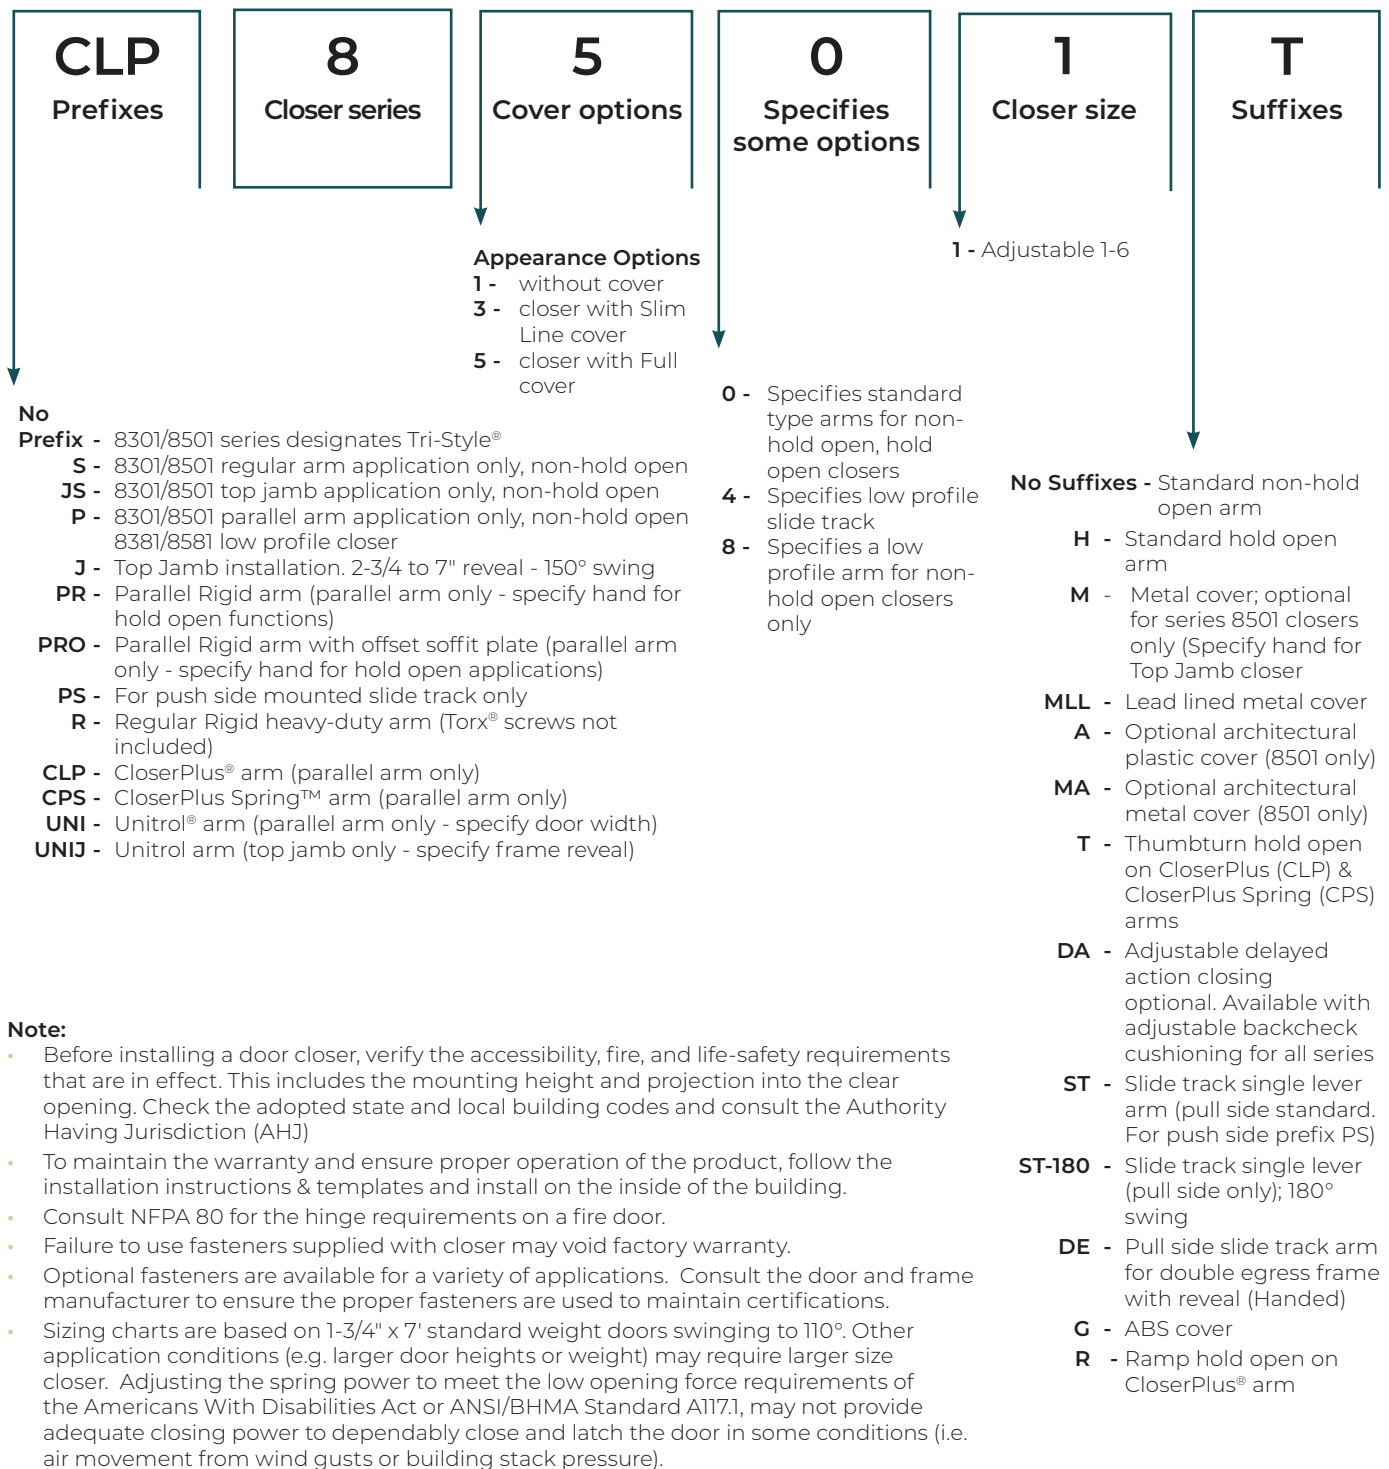 CLP
Prefixes
8
Closer series
5
Cover options
0
Specifies
some options
1
Closer size
T
Suffixes
No
Prefix - 8301/8501 series designates Tri-Style®
S - 8301/8501 regular arm application only, non-hold open
JS - 8301/8501 top jamb application only, non-hold open
P - 8301/8501 parallel arm application only, non-hold open
8381/8581 low profile closer
J - Top Jamb installation. 2-3/4 to 7" reveal - 150° swing
PR - Parallel Rigid arm (parallel arm only - specify hand for
hold open functions)
PRO - Parallel Rigid arm with offset soffit plate (parallel arm
only - specify hand for hold open applications)
PS - For push side mounted slide track only
R - Regular Rigid heavy-duty arm (Torx® screws not
included)
CLP - CloserPlus® arm (parallel arm only)
CPS - CloserPlus Spring™ arm (parallel arm only)
UNI - Unitrol® arm (parallel arm only - specify door width)
UNIJ - Unitrol arm (top jamb only - specify frame reveal)
Appearance Options
1 - without cover
3 - closer with Slim
Line cover
5 - closer with Full
cover
0 - Specifies standard
type arms for non-
hold open, hold
open closers
4 - Specifies low profile
slide track
8 - Specifies a low
profile arm for non-
hold open closers
only
1 - Adjustable 1-6
No Suffixes - Standard non-hold
open arm
H - Standard hold open
arm
M - Metal cover; optional
for series 8501 closers
only (Specify hand for
Top Jamb closer
MLL - Lead lined metal cover
A - Optional architectural
plastic cover (8501 only)
MA - Optional architectural
metal cover (8501 only)
T - Thumbturn hold open
on CloserPlus (CLP) &
CloserPlus Spring (CPS)
arms
DA - Adjustable delayed
action closing
optional. Available with
adjustable backcheck
cushioning for all series
ST - Slide track single lever
arm (pull side standard.
For push side prefix PS)
ST-180 - Slide track single lever
(pull side only); 180°
swing
DE - Pull side slide track arm
for double egress frame
with reveal (Handed)
G - ABS cover
R - Ramp hold open on
CloserPlus® arm
Note:
• Before installing a door closer, verify the accessibility, fire, and life-safety requirements
that are in effect. This includes the mounting height and projection into the clear
opening. Check the adopted state and local building codes and consult the Authority
Having Jurisdiction (AHJ)
• To maintain the warranty and ensure proper operation of the product, follow the
installation instructions & templates and install on the inside of the building.
• Consult NFPA 80 for the hinge requirements on a fire door.
• Failure to use fasteners supplied with closer may void factory warranty.
• Optional fasteners are available for a variety of applications. Consult the door and frame
manufacturer to ensure the proper fasteners are used to maintain certifications.
• Sizing charts are based on 1-3/4" x 7' standard weight doors swinging to 110°. Other
application conditions (e.g. larger door heights or weight) may require larger size
closer. Adjusting the spring power to meet the low opening force requirements of
the Americans With Disabilities Act or ANSI/BHMA Standard A117.1, may not provide
adequate closing power to dependably close and latch the door in some conditions (i.e.
air movement from wind gusts or building stack pressure).